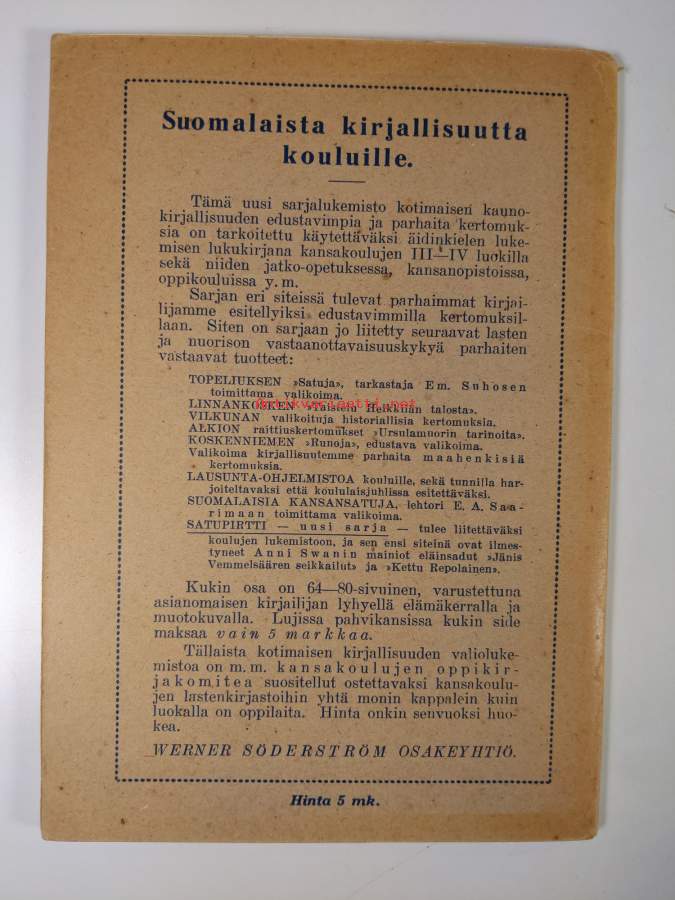 Suomalaista kirjallisuutta
kouluille.
Tämä uusi sarjalukemisto kotimaisen kauno-
kirjallisuuden edustavimpia ja parhaita kertomuk-
sia on tarkoitettu käytettäväksi äidinkielen luke-
misen lukukirjana kansakoulujen III—IV luokilla
sekä niiden jatko-opetuksessa, kansanopistoissa,
oppikouluissa y. m.
Sarjan eri siteissä tulevat parhaimmat kirjai-
lijamme esitellyiksi edustavimmilla kertomuksil-
laan. Siten on sarjaan jo liitetty seuraavat lasten
ja nuorison vastaanottavaisuuskykyä parhaiten
vastaavat tuotteet:
TOPELIUKSEN »Satuja», tarkastaja Em. Suhosen
toimittama valikoima.
LINNANKOSKEN »Taistelu Heikkilän talosta».
VILKUNAN valikoituja historiallisia kertomuksia.
ALKION raittiuskertomukset »Ursulamuorin tarinoita».
KOSKENNIEMEN »Runoja», edustava valikoima.
Valikoima kirjallisuutemme parhaita maahenkisiä
kertomuksia.
LAUSUNTA-OHJELMISTOA kouluille, sekä tunnilla har-
joiteltavaksi että koululaisjuhlissa esitettäväksi.
SUOMALAISIA KANSANSATUJA, lehtori E. A. Saa-
rimaan toimittama valikoima.
SATUPIRTTI — uusi sarja — tulee liitettäväksi
koulujen lukemistoon, ja sen ensi siteinä ovat ilmes-
tyneet Anni Swanin mainiot eläinsadut »Jänis
Vemmelsäären seikkailut» ja »Kettu Repolainen».
Kukin osa on 64—80-sivuinen, varustettuna
asianomaisen kirjailijan lyhyellä elämäkerralla ja
muotokuvalla. Lujissa pahvikansissa kukin side
maksaa vain 5 markkaa.
Tällaista kotimaisen kirjallisuuden valioluke-
mistoa on m. m. kansakoulujen oppikir-
jakomitea suositellut ostettavaksi kansakoulu-
jen lastenkirjastoihin yhtä monin kappalein kuin
luokalla on oppilaita. Hinta onkin senvuoksi huo-
kea.
WERNER SÖDERSTRÖM OSAKEYHTIÖ.
Hinta 5 mk.